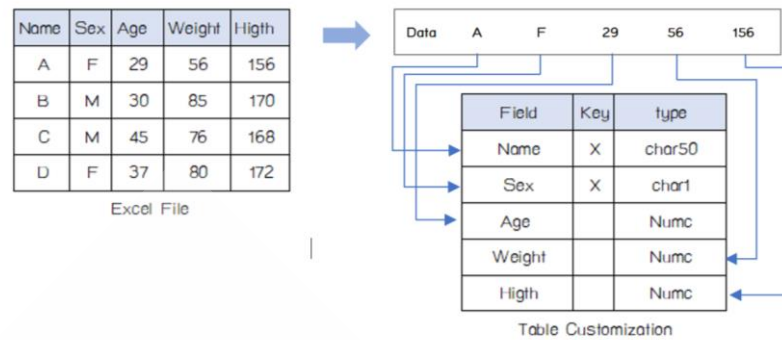 Name Sex Age Weight Higth
A F 29 56 156
B M 30 85 170
C M 45 76 168
D F 37 80 172
Excel File
Data A F 29 56 156
Field Key type
Name X char50
Sex X char1
Age Numc
Weight Numc
Higth Numc
Table Customization